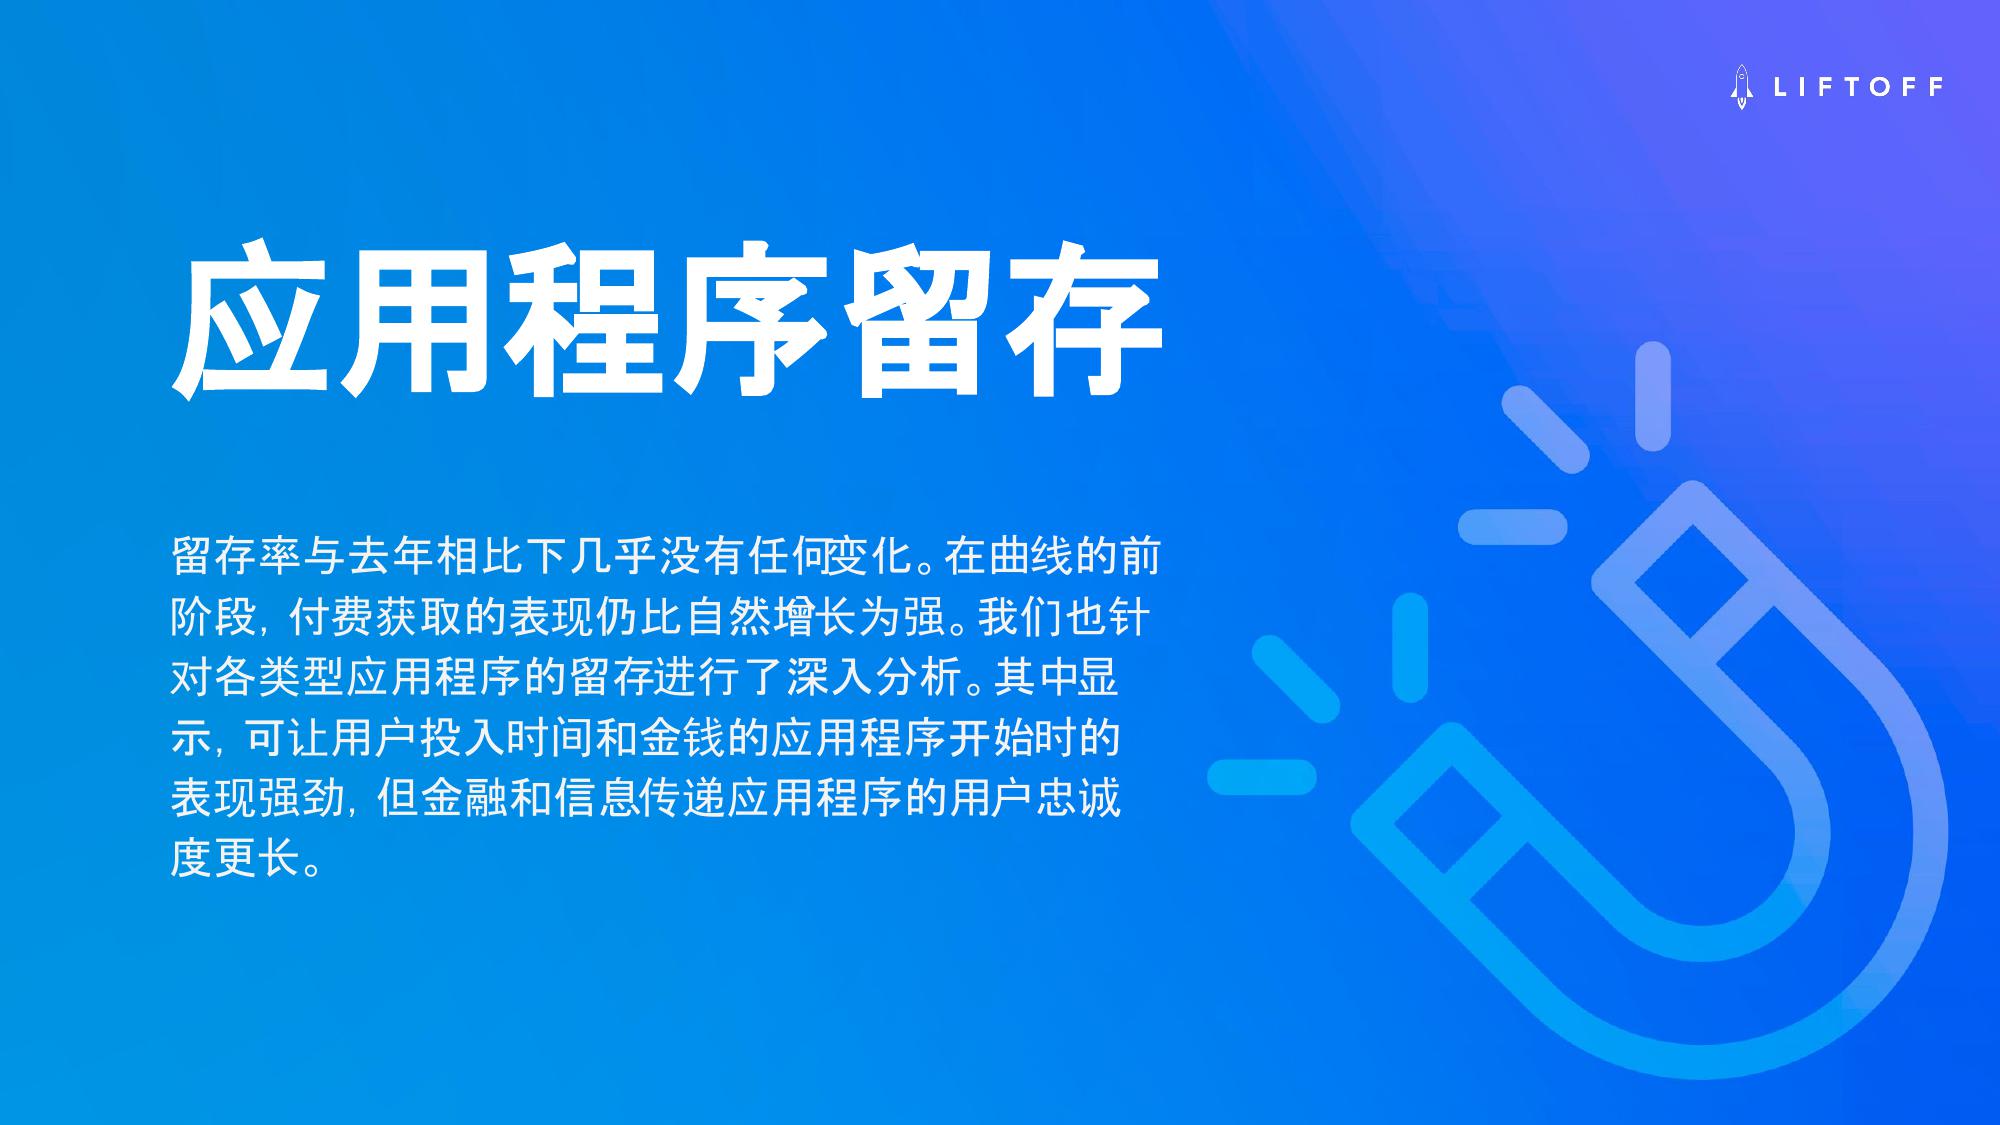 LIFTOFF
应用程序留存
留存率与去年相比下几乎没有任何变化。在曲线的前
阶段, 付费获取的表现仍比自然增长为强。我们也针
对各类型应用程序的留存进行了深入分析。其中显
示, 可让用户投入时间和金钱的应用程序开始时的
表现强劲, 但金融和信息传递应用程序的用户忠诚
度更长。